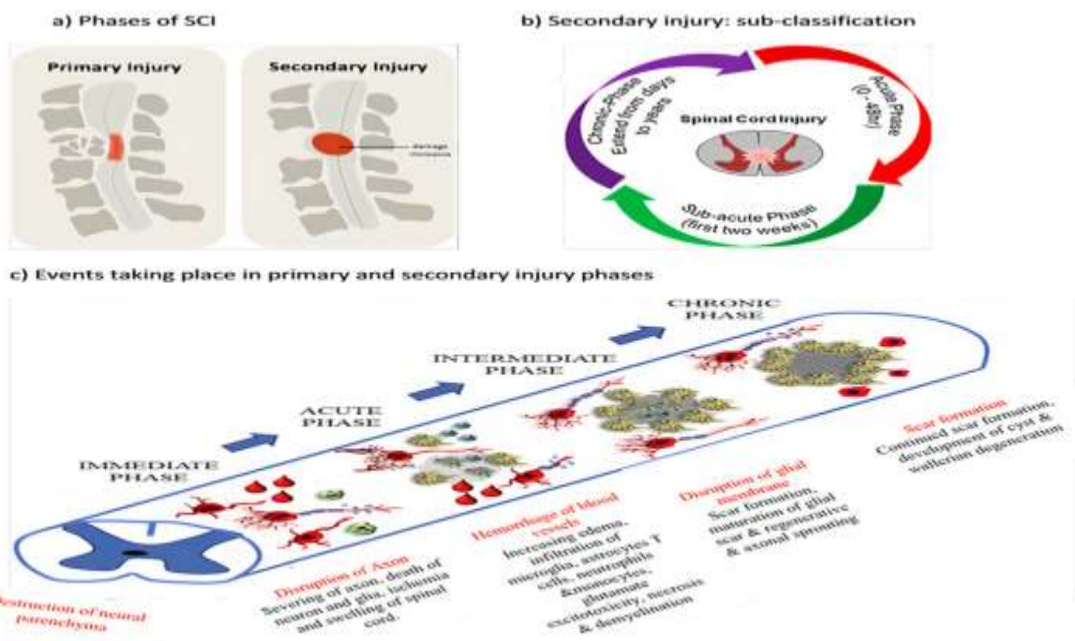 a) Phases of SCI
b) Secondary injury: sub-classification
Primary Injury
Secondary Injury
damage
increases
Chronic-Phase
Extend from days
to years
Acute Phase
(0 - 48hr)
Spinal Cord Injury
Sub-acute Phase
(first two weeks)
c) Events taking place in primary and secondary injury phases
CHRONIC
PHASE
INTERMEDIATE
PHASE
ACUTE
PHASE
IMMEDIATE
PHASE
Scar formation
Continued scar formation,
development of cyst &
wallerian degeneration
Disruption of glial
membrane
Scar formation,
maturation of glial
scar & regenerative
& axonal sprouting
Hemorrhage of blood
vessels
Increasing edema,
infiltration of
microglia, astrocytes T
cells, neutrophils
&monocytes,
glutamate
excitotoxicity, necrosis
& demyelination
Disruption of Axon
Severing of axon, death of
neuron and glia, ischemia
and swelling of spinal
cord.
estruction of neural
parenchyma